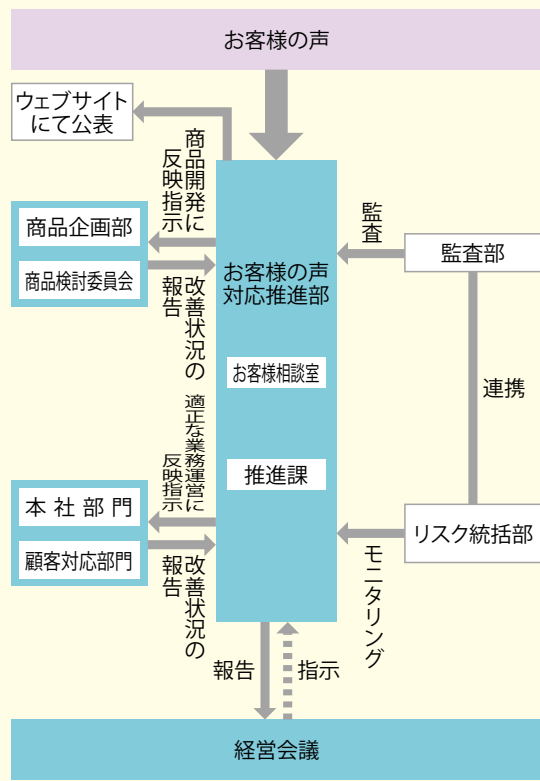 お客様の声
ウェブサイト
にて公表
商品開発に
反映指示
商品企画部
商品検討委員会
改善状況の
報告
お客様の声
対応推進部
お客様相談室
推進課
監査
監査部
連携
リスク統括部
モニタリング
適正な業務運営に
反映指示
本社部門
顧客対応部門
改善状況の
報告
報告
指示
経営会議